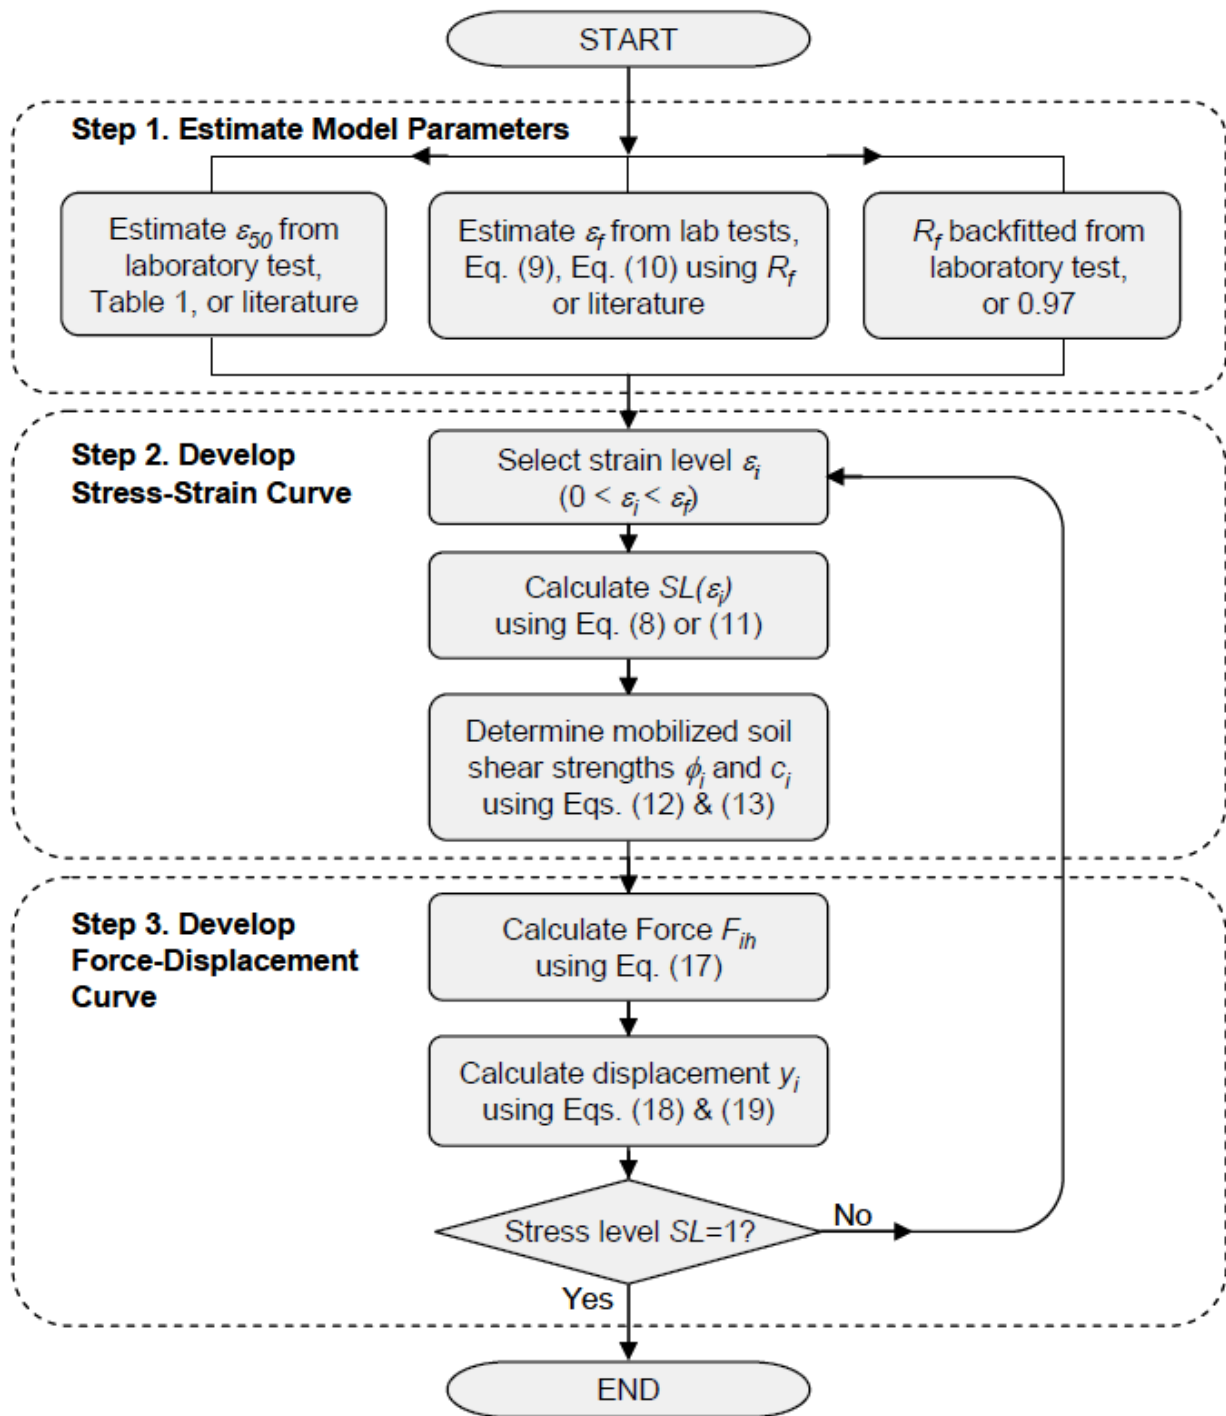 START
Step 1. Estimate Model Parameters
Estimate ε50 from
laboratory test,
Table 1, or literature
Estimate εf from lab tests,
Eq. (9), Eq. (10) using Rf
or literature
Rf backfitted from
laboratory test,
or 0.97
Step 2. Develop
Stress-Strain Curve
Select strain level εi
(0 < εi < εf)
Calculate SL(εi)
using Eq. (8) or (11)
Determine mobilized soil
shear strengths ϕi and ci
using Eqs. (12) & (13)
Step 3. Develop
Force-Displacement
Curve
Calculate Force Fih
using Eq. (17)
Calculate displacement yi
using Eqs. (18) & (19)
Stress level SL=1?
No
Yes
END